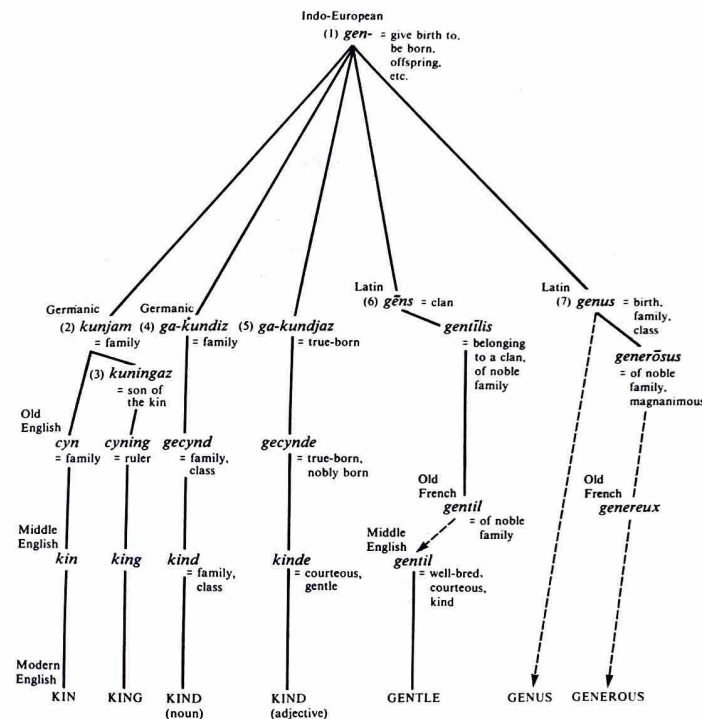 Indo-European
(1) gen- = give birth to,
be born,
offspring,
etc.
Germanic
(2) kunjam
= family
(3) kuningaz
= son of
the kin
Germanic
(4) ga-kundiz
= family
(5) ga-kundjaz
= true-born
Latin
(6) gēns = clan
gentīlis
= belonging
to a clan,
of noble
family
Latin
(7) genus = birth,
family,
class
generōsus
= of noble
family,
magnanimous
Old
English
cyn
= family
cyning
= ruler
gecynd
= family,
class
gecynde
= true-born,
nobly born
Old
French
gentil
= of noble
family
Old
French
genereux
Middle
English
kin
king
kind
= family,
class
kinde
= courteous,
gentle
Middle
English
gentil
= well-bred,
courteous,
kind
Modern
English
KIN
KING
KIND
(noun)
KIND
(adjective)
GENTLE
GENUS
GENEROUS